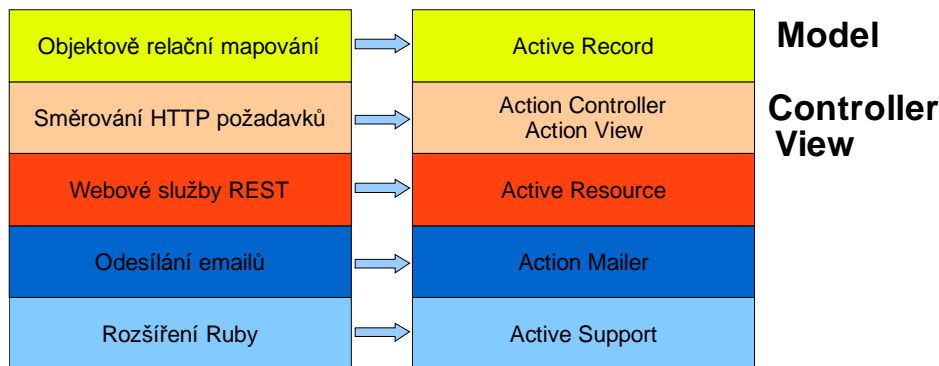 Objektově relační mapování
Active Record
Model
Směrování HTTP požadavků
Action Controller
Action View
Controller
View
Webové služby REST
Active Resource
Odesílání emailů
Action Mailer
Rozšíření Ruby
Active Support